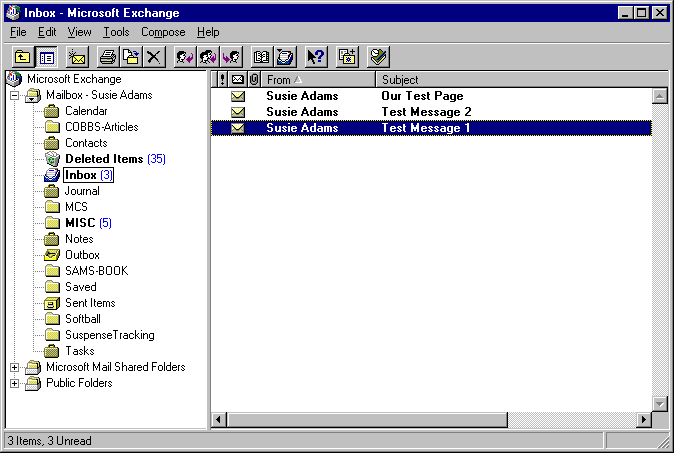 Inbox - Microsoft Exchange
File Edit View Tools Compose Help
! From Subject
Microsoft Exchange
Mailbox - Susie Adams
Calendar
COBBS-Articles
Contacts
Deleted Items (35)
Inbox (3)
Journal
MCS
MISC (5)
Notes
Outbox
SAMS-BOOK
Saved
Sent Items
Softball
SuspenseTracking
Tasks
Microsoft Mail Shared Folders
Public Folders
Susie Adams Our Test Page
Susie Adams Test Message 2
Susie Adams Test Message 1
3 Items, 3 Unread